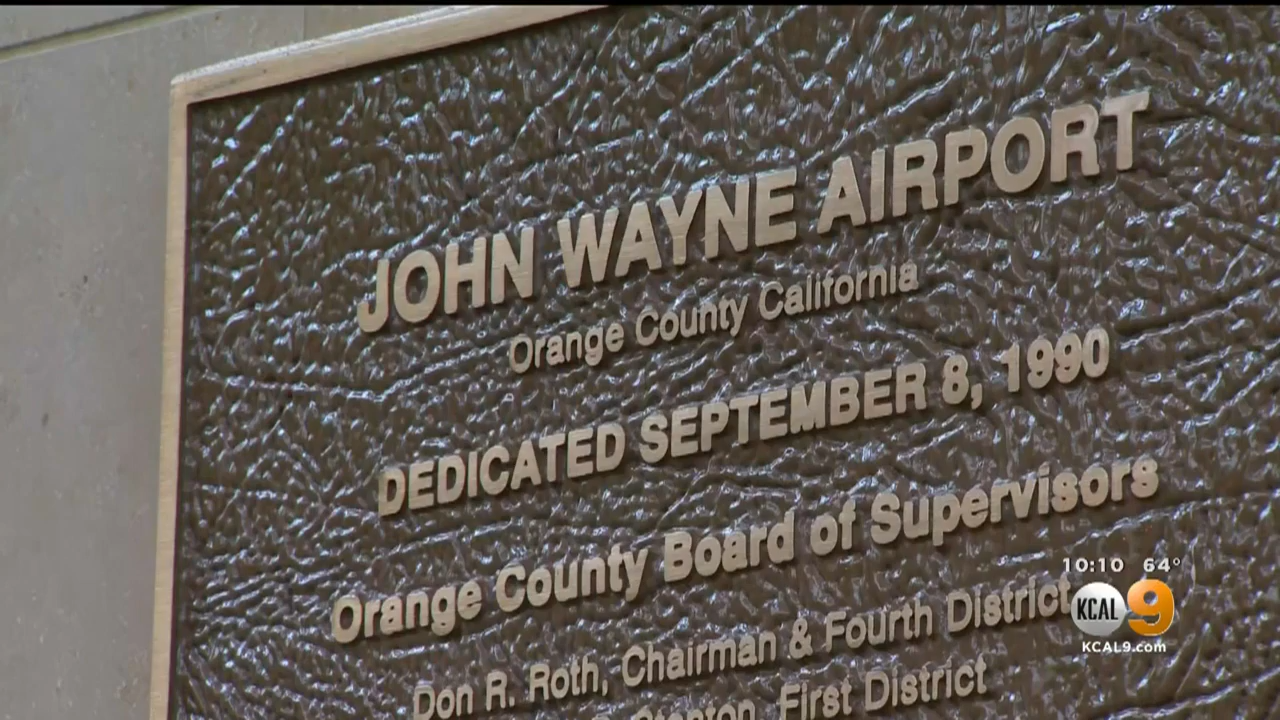 JOHN WAYNE AIRPORT
Orange County California
DEDICATED SEPTEMBER 8, 1990
Orange County Board of Supervisors
Don R. Roth, Chairman & Fourth District
Stanton, First District
10:10 64°
KCAL 9
KCAL9.com